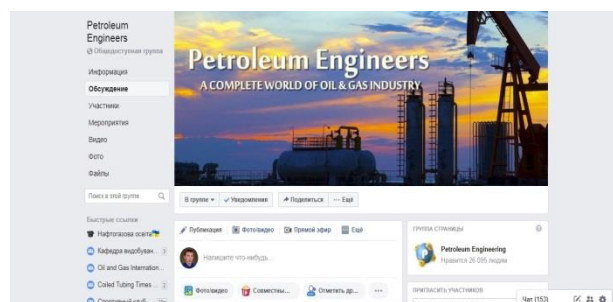 Petroleum
Engineers
Общедоступная группа
Информация
Обсуждение
Участники
Мероприятия
Видео
Фото
Файлы
Поиск в этой группе
Быстрые ссылки
Нафтогазова освіта
Кафедра видобуван...
Oil and Gas Internation...
Coiled Tubing Times ...
Petroleum Engineers
A COMPLETE WORLD OF OIL & GAS INDUSTRY
В группе Уведомления Поделиться ... Ещё
Публикация Фото/видео Прямой эфир Ещё
Напишите что-нибудь...
Фото/видео Совместны... Отметить др... ...
ГРУППА СТРАНИЦЫ
Petroleum Engineering
Нравится 26 095 людям
ПРИГЛАСИТЬ УЧАСТНИКОВ
Чат (153)